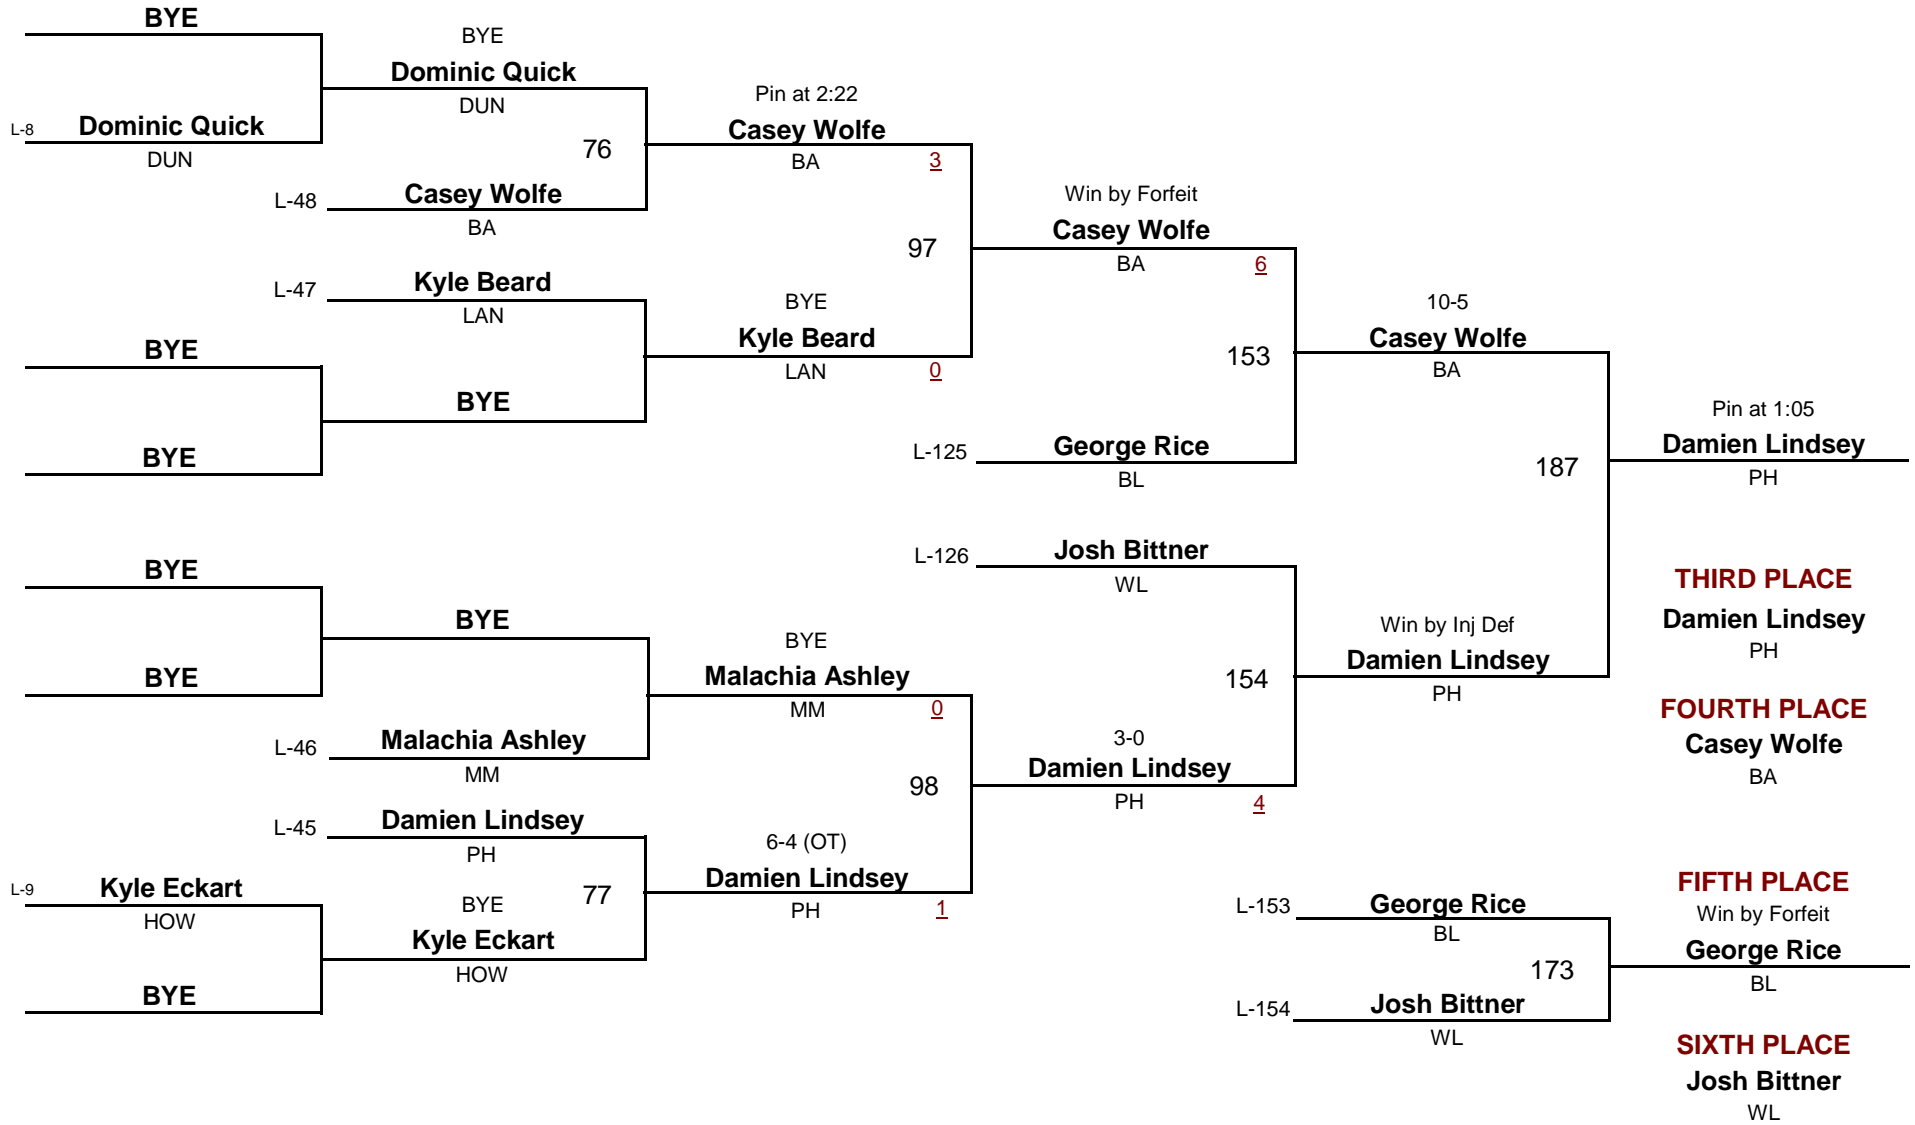 BYE
BYE
Dominic Quick
DUN
L-8 Dominic Quick
DUN
76
L-48 Casey Wolfe
BA
Pin at 2:22
Casey Wolfe
BA 3
L-47 Kyle Beard
LAN
97
BYE
Kyle Beard
LAN 0
BYE
BYE
BYE
Win by Forfeit
Casey Wolfe
BA 6
153
L-125 George Rice
BL
10-5
Casey Wolfe
BA
187
Pin at 1:05
Damien Lindsey
PH
BYE
BYE
BYE
L-46 Malachia Ashley
MM
BYE
Malachia Ashley
MM 0
98
L-126 Josh Bittner
WL
154
3-0
Damien Lindsey
PH 4
Win by Inj Def
Damien Lindsey
PH
THIRD PLACE
Damien Lindsey
PH
FOURTH PLACE
Casey Wolfe
BA
L-45 Damien Lindsey
PH
77
6-4 (OT)
Damien Lindsey
PH 1
L-9 Kyle Eckart
HOW
BYE
Kyle Eckart
HOW
BYE
L-153 George Rice
BL
173
L-154 Josh Bittner
WL
FIFTH PLACE
Win by Forfeit
George Rice
BL
SIXTH PLACE
Josh Bittner
WL